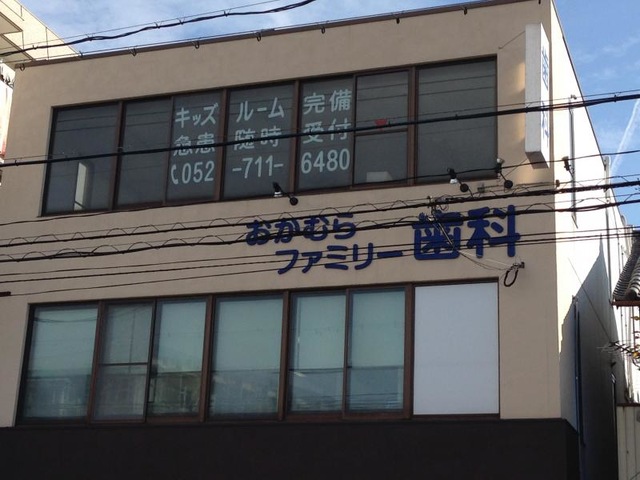 キッズルーム完備
急患随時受付
052-711-6480
おかむら
ファミリー歯科